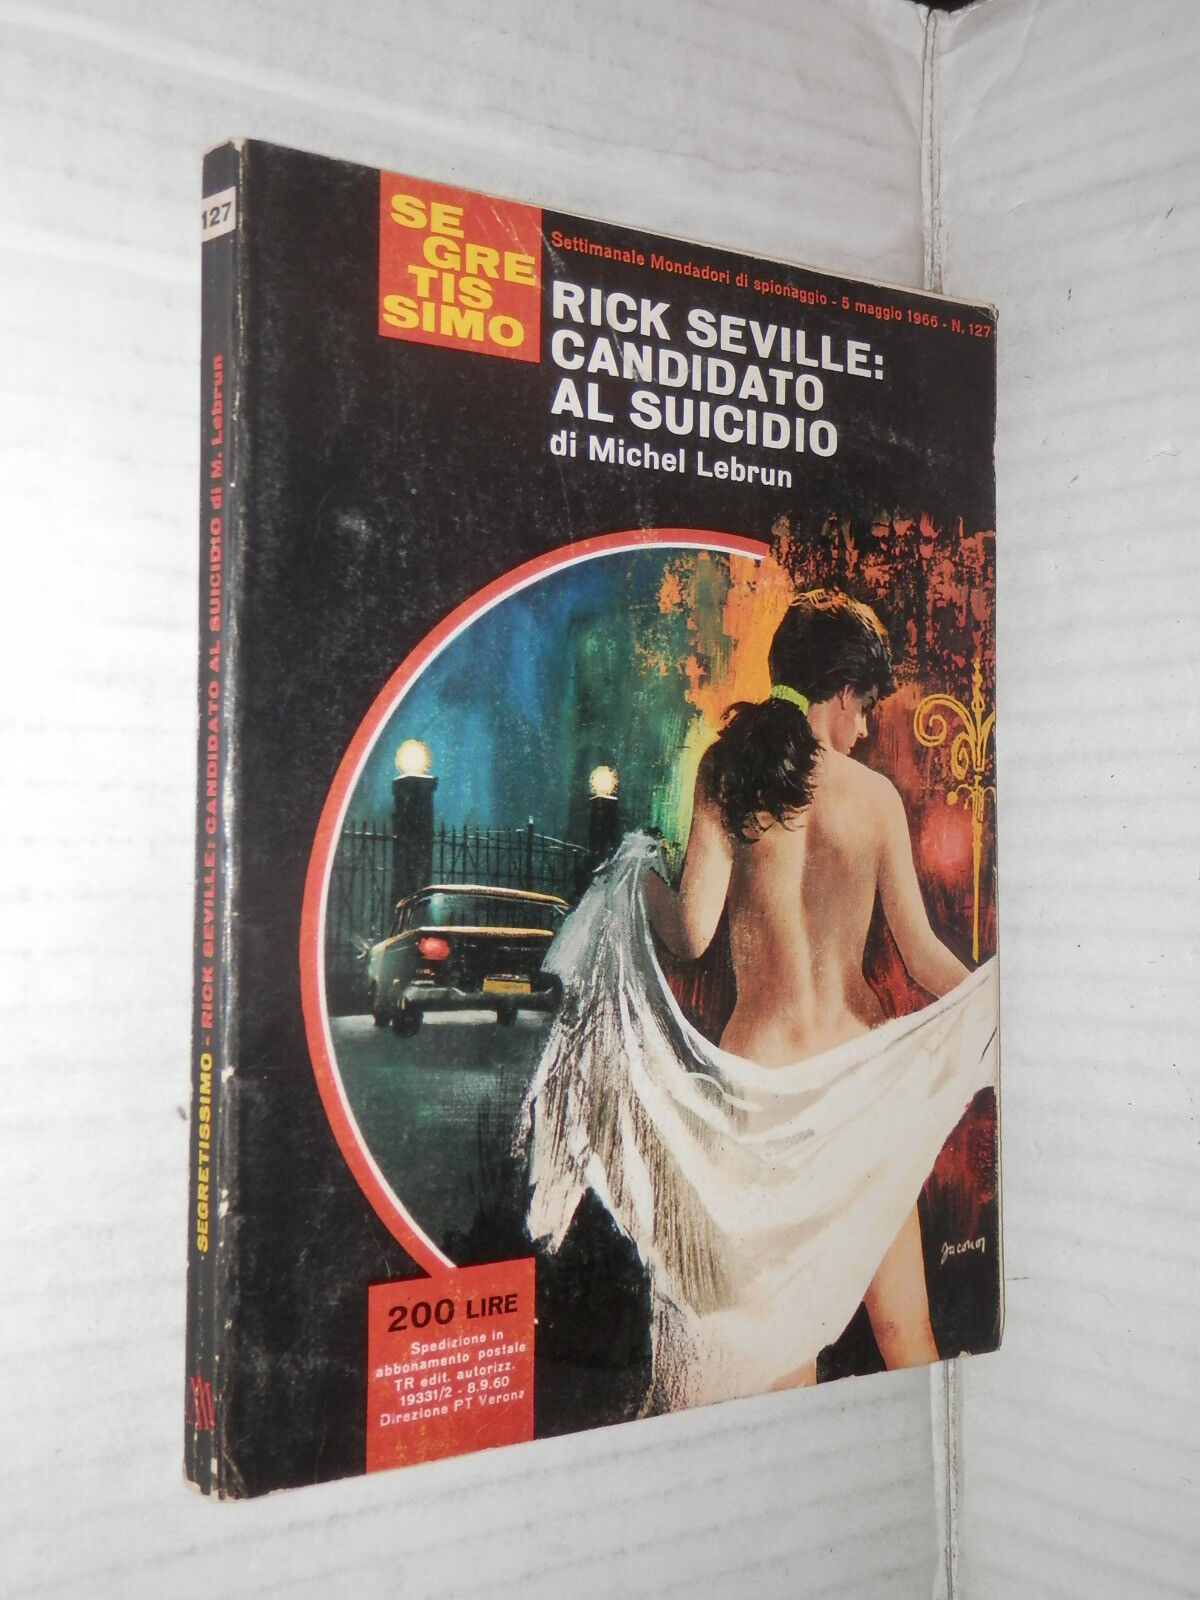 127
SEGRETISSIMO - RICK SEVILLE: CANDIDATO AL SUICIDIO di M. Lebrun
SE
GRE
TIS
SIMO
Settimanale Mondadori di spionaggio - 5 maggio 1966 - N. 127
RICK SEVILLE:
CANDIDATO
AL SUICIDIO
di Michel Lebrun
Jacono
200 LIRE
Spedizione in
abbonamento postale
TR edit. autorizz.
19331/2 - 8.9.60
Direzione PT Verona